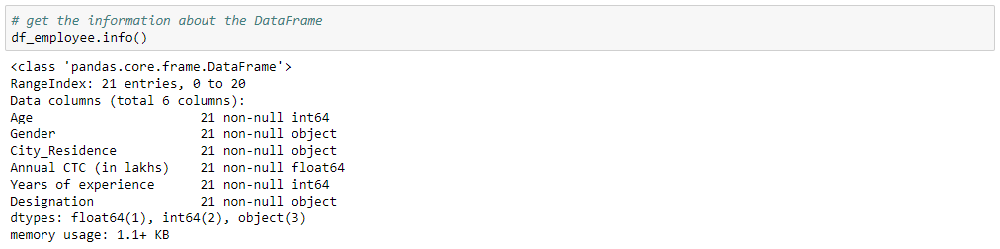 # get the information about the DataFrame
df_employee.info()
<class 'pandas.core.frame.DataFrame'>
RangeIndex: 21 entries, 0 to 20
Data columns (total 6 columns):
Age                      21 non-null int64
Gender                   21 non-null object
City_Residence           21 non-null object
Annual CTC (in lakhs)    21 non-null float64
Years of experience      21 non-null int64
Designation              21 non-null object
dtypes: float64(1), int64(2), object(3)
memory usage: 1.1+ KB